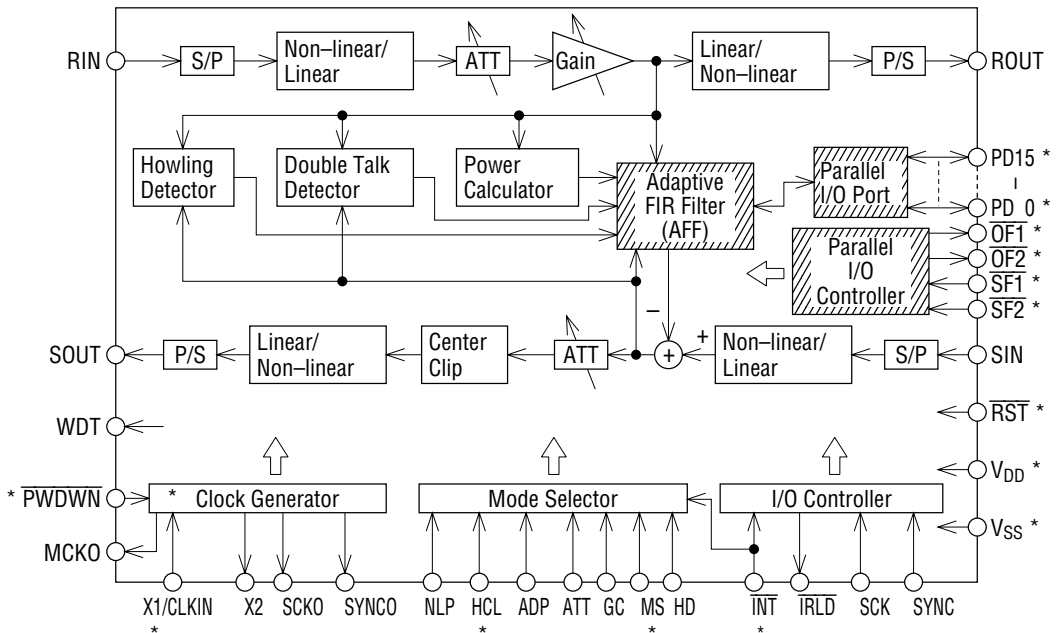 RIN
S/P
Non–linear/
Linear
ATT
Gain
Linear/
Non–linear
P/S
ROUT
Howling
Detector
Double Talk
Detector
Power
Calculator
Adaptive
FIR Filter
(AFF)
Parallel
I/O Port
PD15 *
PD 0 *
OF1 *
OF2 *
SF1 *
SF2 *
Parallel
I/O
Controller
SOUT
P/S
Linear/
Non–linear
Center
Clip
ATT
–
+
+
Non–linear/
Linear
S/P
SIN
WDT
RST *
* PWDWN
* Clock Generator
Mode Selector
I/O Controller
VDD *
VSS *
MCKO
X1/CLKIN
*
X2
SCKO
SYNCO
NLP
HCL
*
ADP
ATT
GC
MS
*
HD
INT
*
IRLD
SCK
SYNC